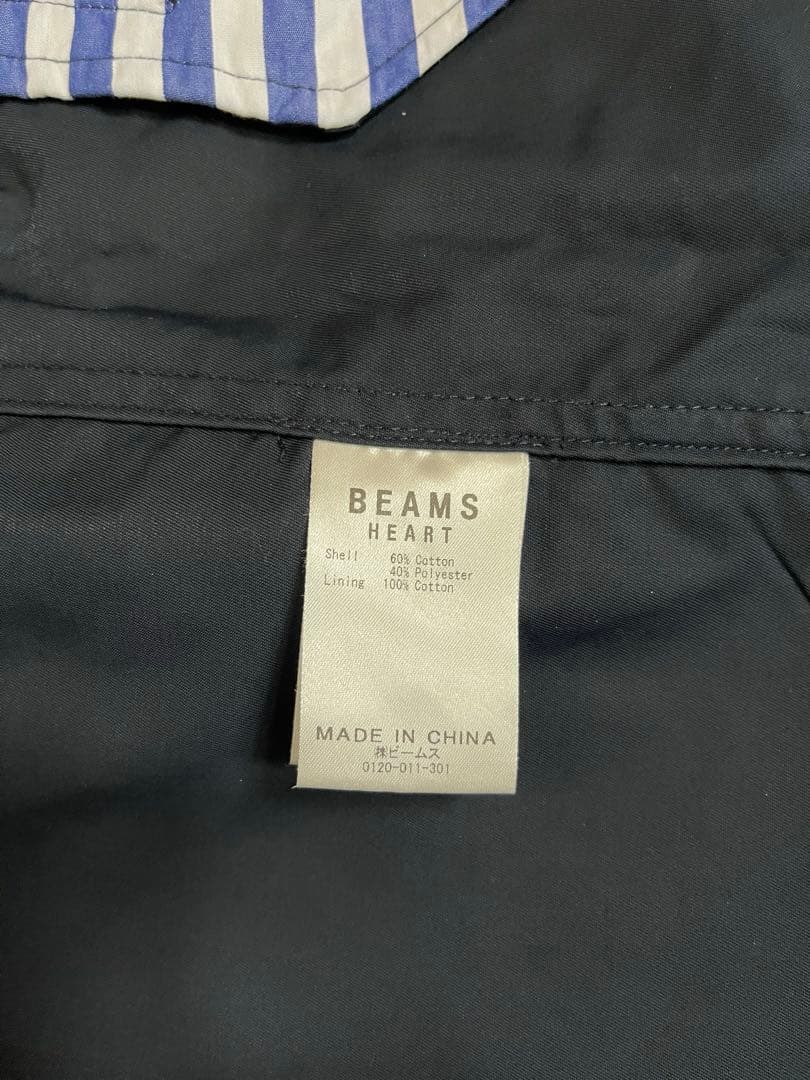 BEAMS
HEART
Shell 60% Cotton
40% Polyester
Lining 100% Cotton
MADE IN CHINA
㈱ビームス
0120-011-301